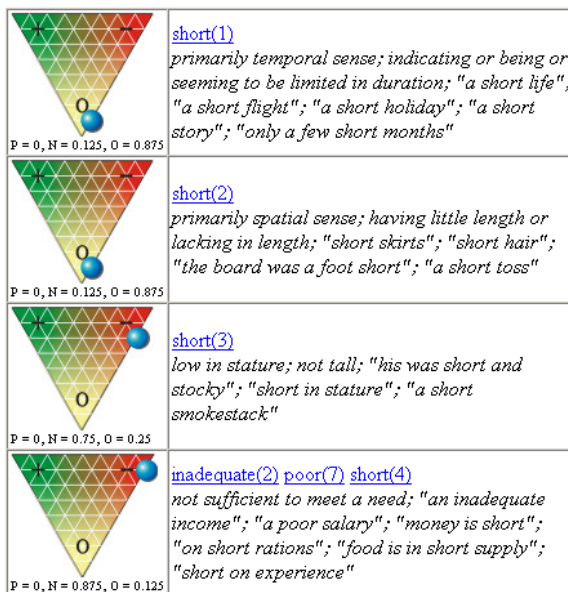 + −
short(1)
primarily temporal sense; indicating or being or
seeming to be limited in duration; "a short life",
"a short flight"; "a short holiday"; "a short
story"; "only a few short months"
O
P = 0, N = 0.125, O = 0.875
+ −
short(2)
primarily spatial sense; having little length or
lacking in length; "short skirts"; "short hair";
"the board was a foot short"; "a short toss"
O
P = 0, N = 0.125, O = 0.875
+ −
short(3)
low in stature; not tall; "his was short and
stocky"; "short in stature"; "a short
smokestack"
O
P = 0, N = 0.75, O = 0.25
+ −
inadequate(2) poor(7) short(4)
not sufficient to meet a need; "an inadequate
income"; "a poor salary"; "money is short";
"on short rations"; "food is in short supply";
"short on experience"
O
P = 0, N = 0.875, O = 0.125